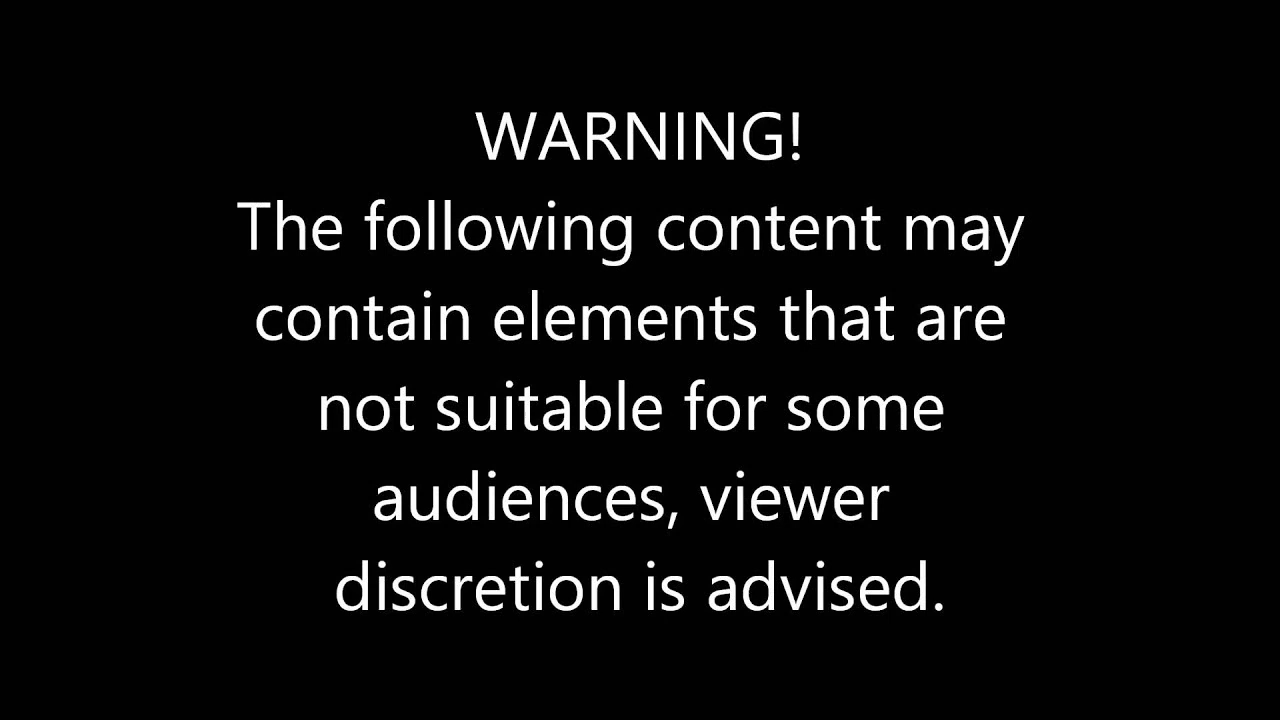 WARNING!
The following content may
contain elements that are
not suitable for some
audiences, viewer
discretion is advised.